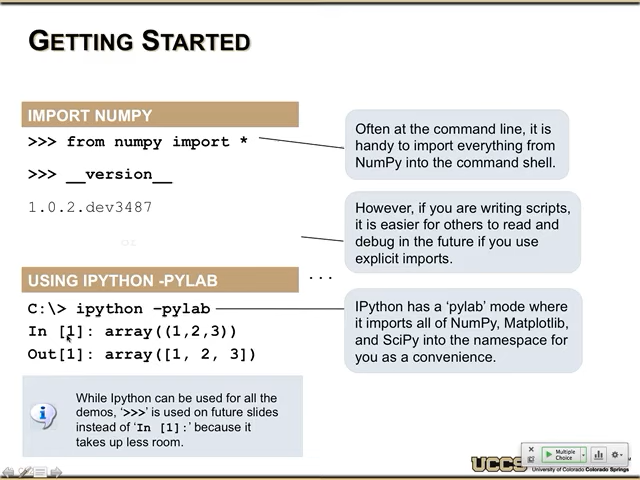 GETTING STARTED
IMPORT NUMPY
>>> from numpy import *
>>> __version__
1.0.2.dev3487
Often at the command line, it is
handy to import everything from
NumPy into the command shell.
However, if you are writing scripts,
it is easier for others to read and
debug in the future if you use
explicit imports.
USING IPYTHON -PYLAB
...
C:\> ipython –pylab
In [1]: array((1,2,3))
Out[1]: array([1, 2, 3])
IPython has a ‘pylab’ mode where
it imports all of NumPy, Matplotlib,
and SciPy into the namespace for
you as a convenience.
While Ipython can be used for all the
demos, ‘>>>’ is used on future slides
instead of ‘In [1]:’ because it
takes up less room.
Multiple
Choice
UCCS
University of Colorado Colorado Springs